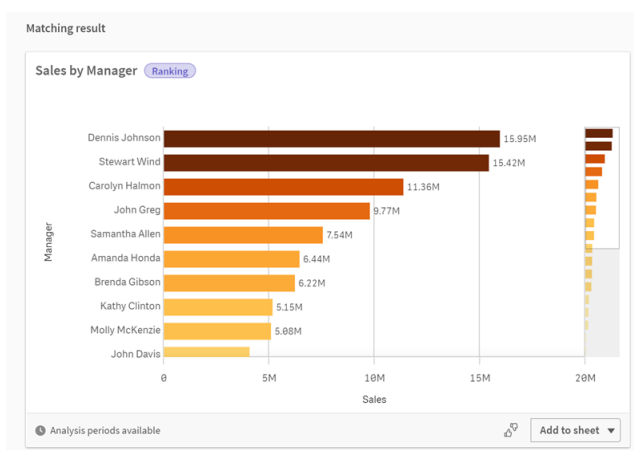 Matching result
Sales by Manager Ranking
Dennis Johnson 15.95M
Stewart Wind 15.42M
Carolyn Halmon 11.36M
John Greg 9.77M
Samantha Allen 7.54M
Amanda Honda 6.44M
Brenda Gibson 6.22M
Kathy Clinton 5.15M
Molly McKenzie 5.08M
John Davis
Manager
0 5M 10M 15M 20M
Sales
Analysis periods available
Add to sheet